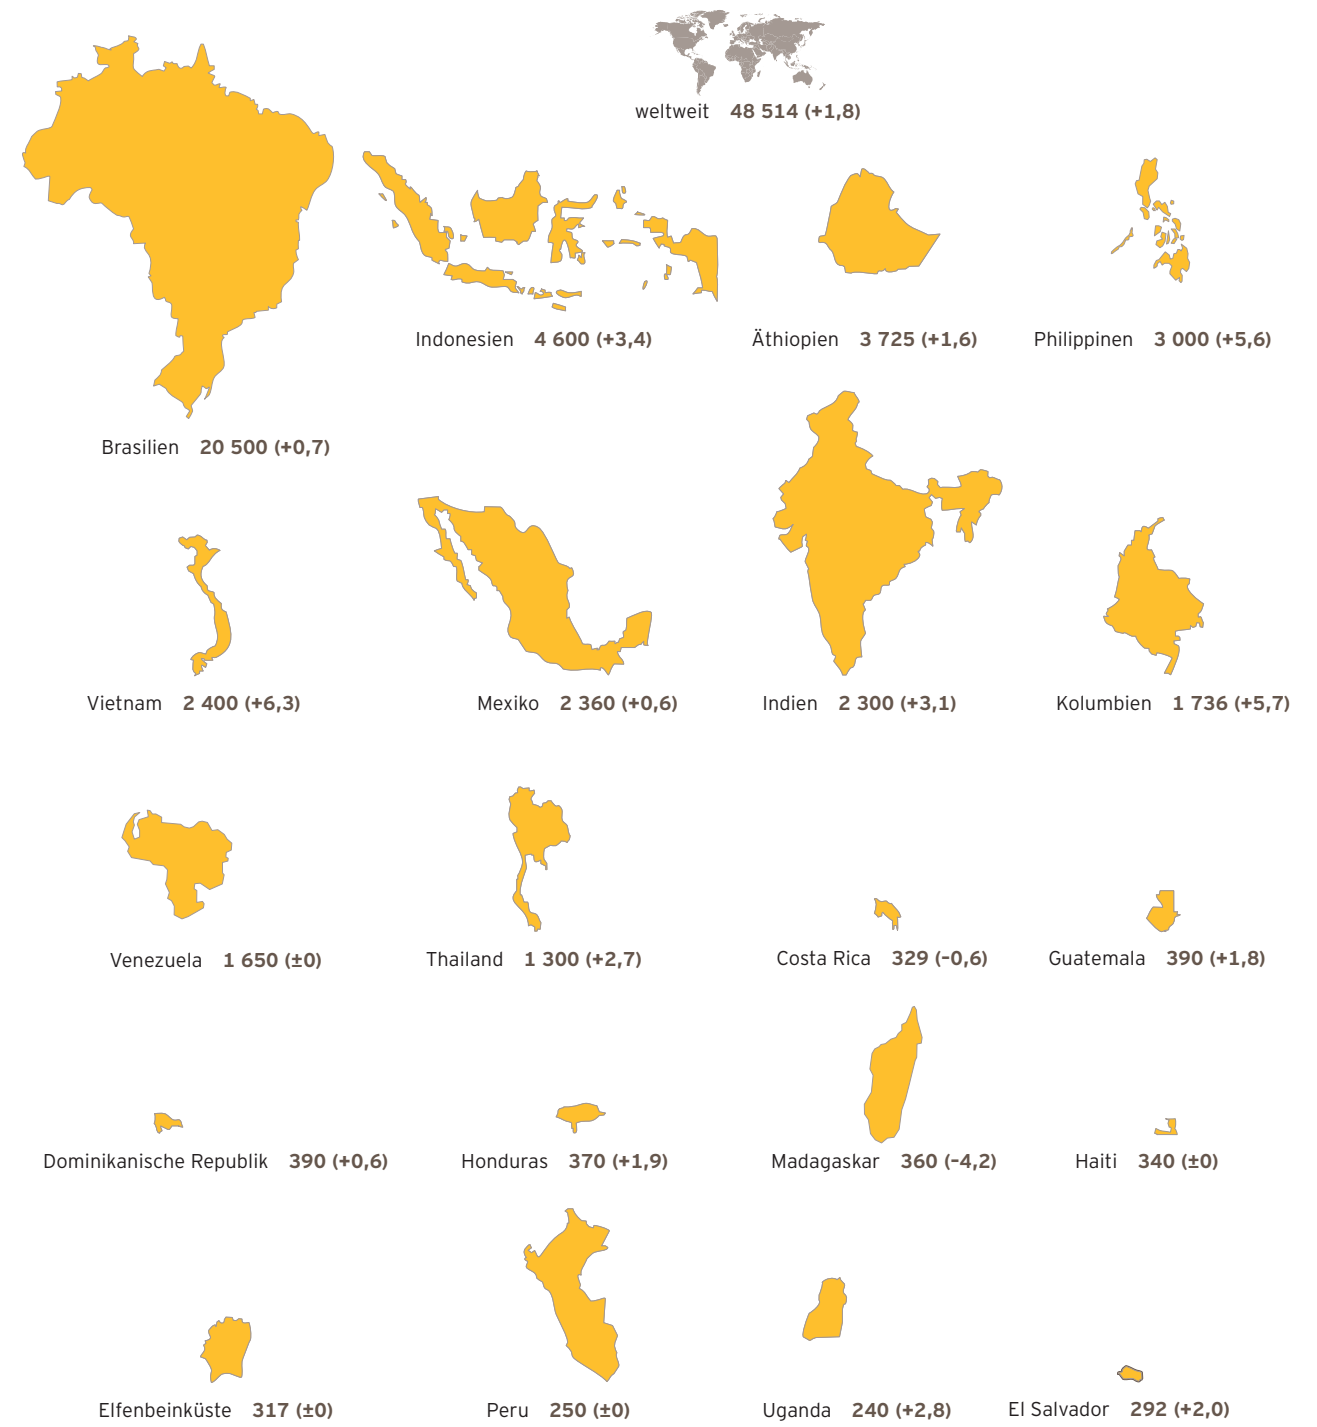 weltweit 48 514 (+1,8)
Indonesien 4 600 (+3,4)
Äthiopien 3 725 (+1,6)
Philippinen 3 000 (+5,6)
Brasilien 20 500 (+0,7)
Vietnam 2 400 (+6,3)
Mexiko 2 360 (+0,6)
Indien 2 300 (+3,1)
Kolumbien 1 736 (+5,7)
Venezuela 1 650 (±0)
Thailand 1 300 (+2,7)
Costa Rica 329 (-0,6)
Guatemala 390 (+1,8)
Dominikanische Republik 390 (+0,6)
Honduras 370 (+1,9)
Madagaskar 360 (-4,2)
Haiti 340 (±0)
Elfenbeinküste 317 (±0)
Peru 250 (±0)
Uganda 240 (+2,8)
El Salvador 292 (+2,0)